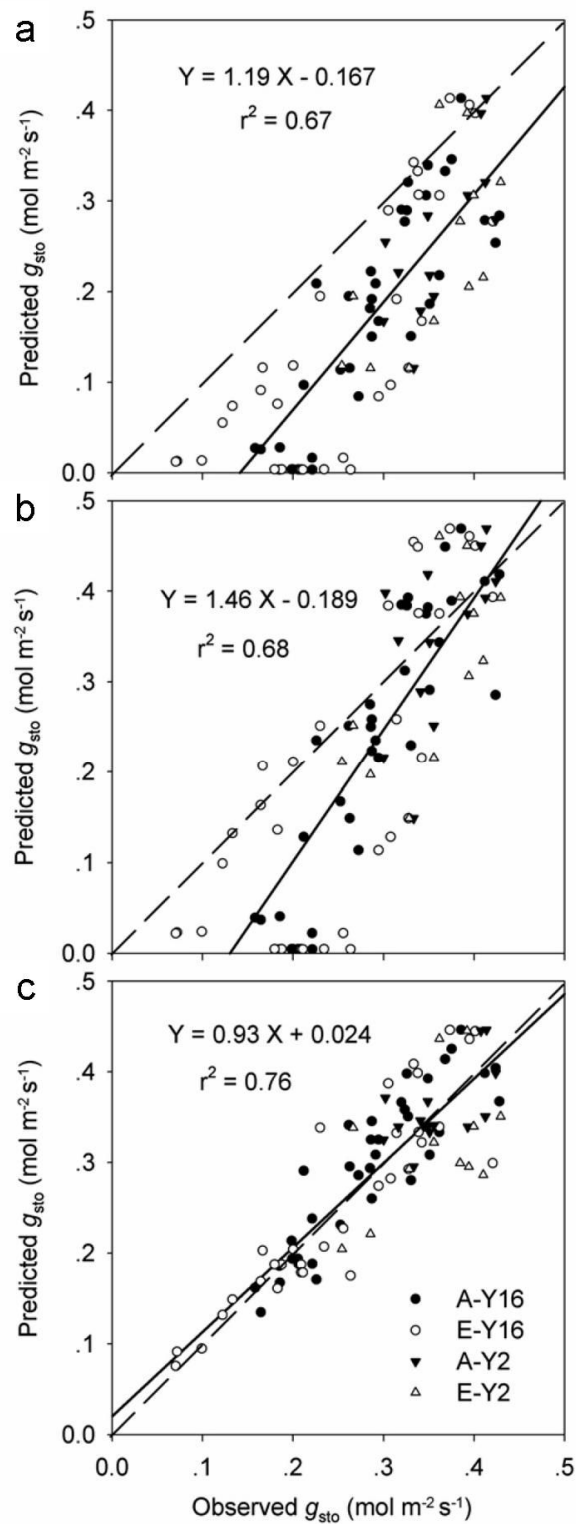 a
.5
.4
.3
.2
.1
0.0
Predicted gsto (mol m-2 s-1)
Y = 1.19 X - 0.167
r2 = 0.67
b
.5
.4
.3
.2
.1
0.0
Predicted gsto (mol m-2 s-1)
Y = 1.46 X - 0.189
r2 = 0.68
c
.5
.4
.3
.2
.1
0.0
Predicted gsto (mol m-2 s-1)
Y = 0.93 X + 0.024
r2 = 0.76
A-Y16
E-Y16
A-Y2
E-Y2
0.0 .1 .2 .3 .4 .5
Observed gsto (mol m-2 s-1)